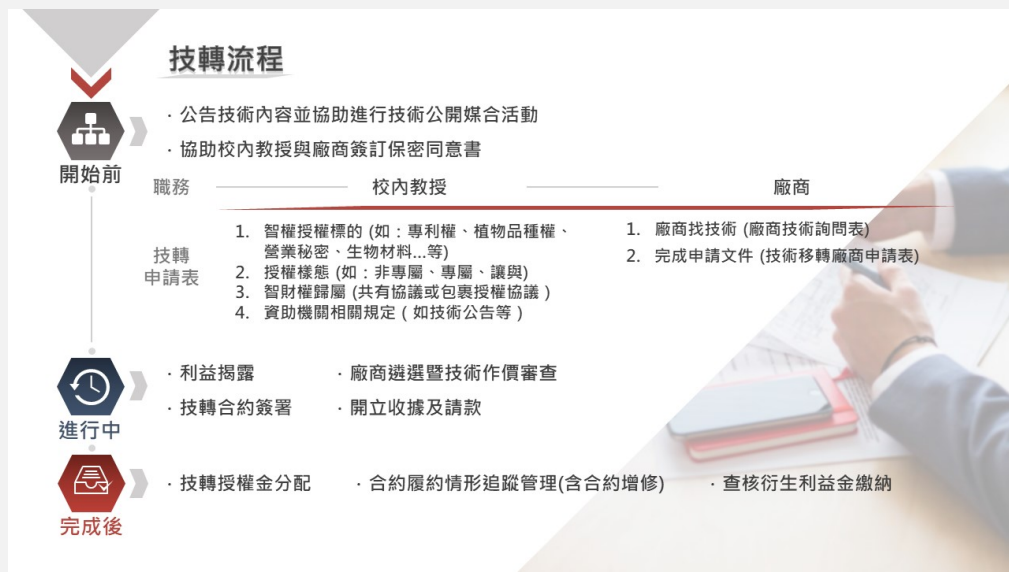 技轉流程
· 公告技術內容並協助進行技術公開媒合活動
· 協助校內教授與廠商簽訂保密同意書
開始前
職務 校內教授 廠商
技轉
申請表
1. 智權授權標的 (如：專利權、植物品種權、
營業秘密、生物材料...等)
2. 授權樣態 (如：非專屬、專屬、讓與)
3. 智財權歸屬 (共有協議或包裹授權協議 )
4. 資助機關相關規定 ( 如技術公告等 )
1. 廠商找技術 (廠商技術詢問表)
2. 完成申請文件 (技術移轉廠商申請表)
進行中
· 利益揭露 · 廠商遴選暨技術作價審查
· 技轉合約簽署 · 開立收據及請款
完成後
· 技轉授權金分配 · 合約履約情形追蹤管理(含合約增修) · 查核衍生利益金繳納